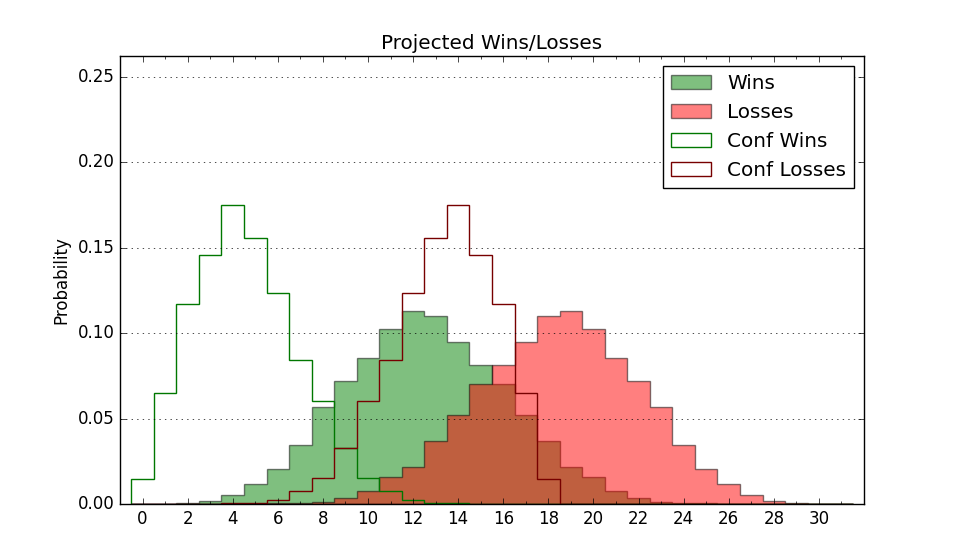 Projected Wins/Losses
0.25
0.20
0.15
0.10
0.05
0.00
Probability
Wins
Losses
Conf Wins
Conf Losses
0 2 4 6 8 10 12 14 16 18 20 22 24 26 28 30